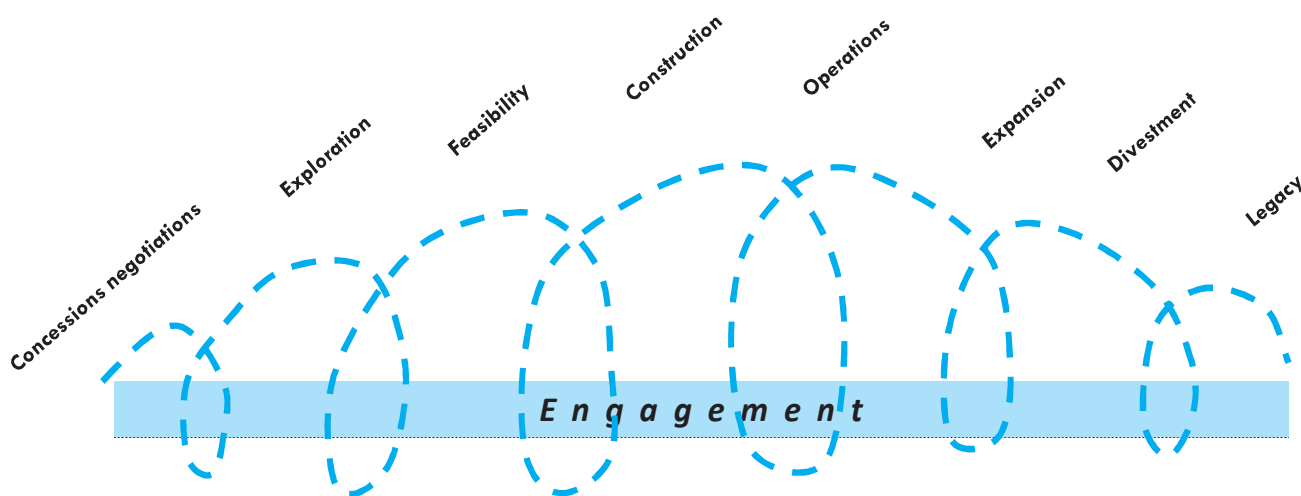 Concessions negotiations
Exploration
Feasibility
Construction
Operations
Expansion
Divestment
Legacy
Engagement